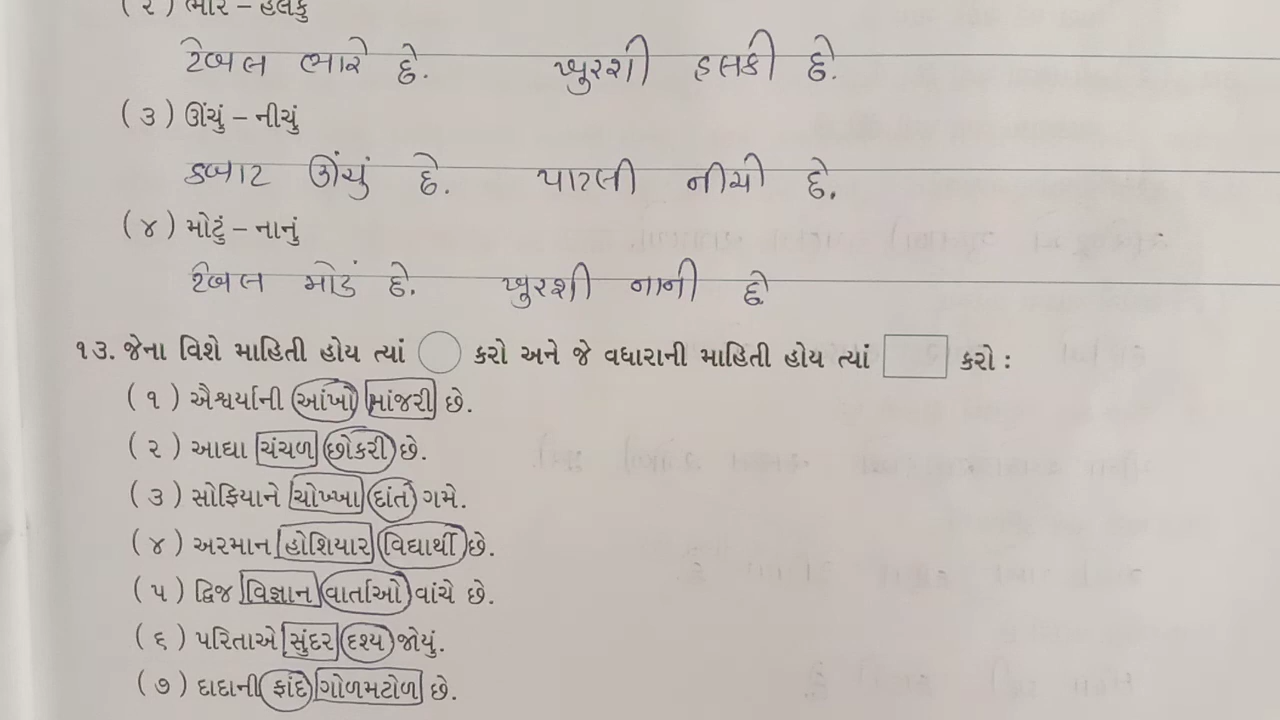 (૨) ભારે – હલકું
ટેબલ ભારે છે. ખુરશી હલકી છે.
(૩) ઊંચું – નીચું
કબાટ ઊંચું છે. પાટલી નીચી છે.
(૪) મોટું – નાનું
ટેબલ મોટું છે. ખુરશી નાની છે
૧૩. જેના વિશે માહિતી હોય ત્યાં કરો અને જે વધારાની માહિતી હોય ત્યાં કરો :
(૧) ઐશ્વર્યાની આંખો માંજરી છે.
(૨) આદ્યા ચંચળ છોકરી છે.
(૩) સોફિયાને ચોખ્ખા દાંત ગમે.
(૪) અરમાન હોશિયાર વિદ્યાર્થી છે.
(૫) દ્વિજ વિજ્ઞાન વાર્તાઓ વાંચે છે.
(૬) પરિતાએ સુંદર દૃશ્ય જોયું.
(૭) દાદાની ફાંદ ગોળમટોળ છે.